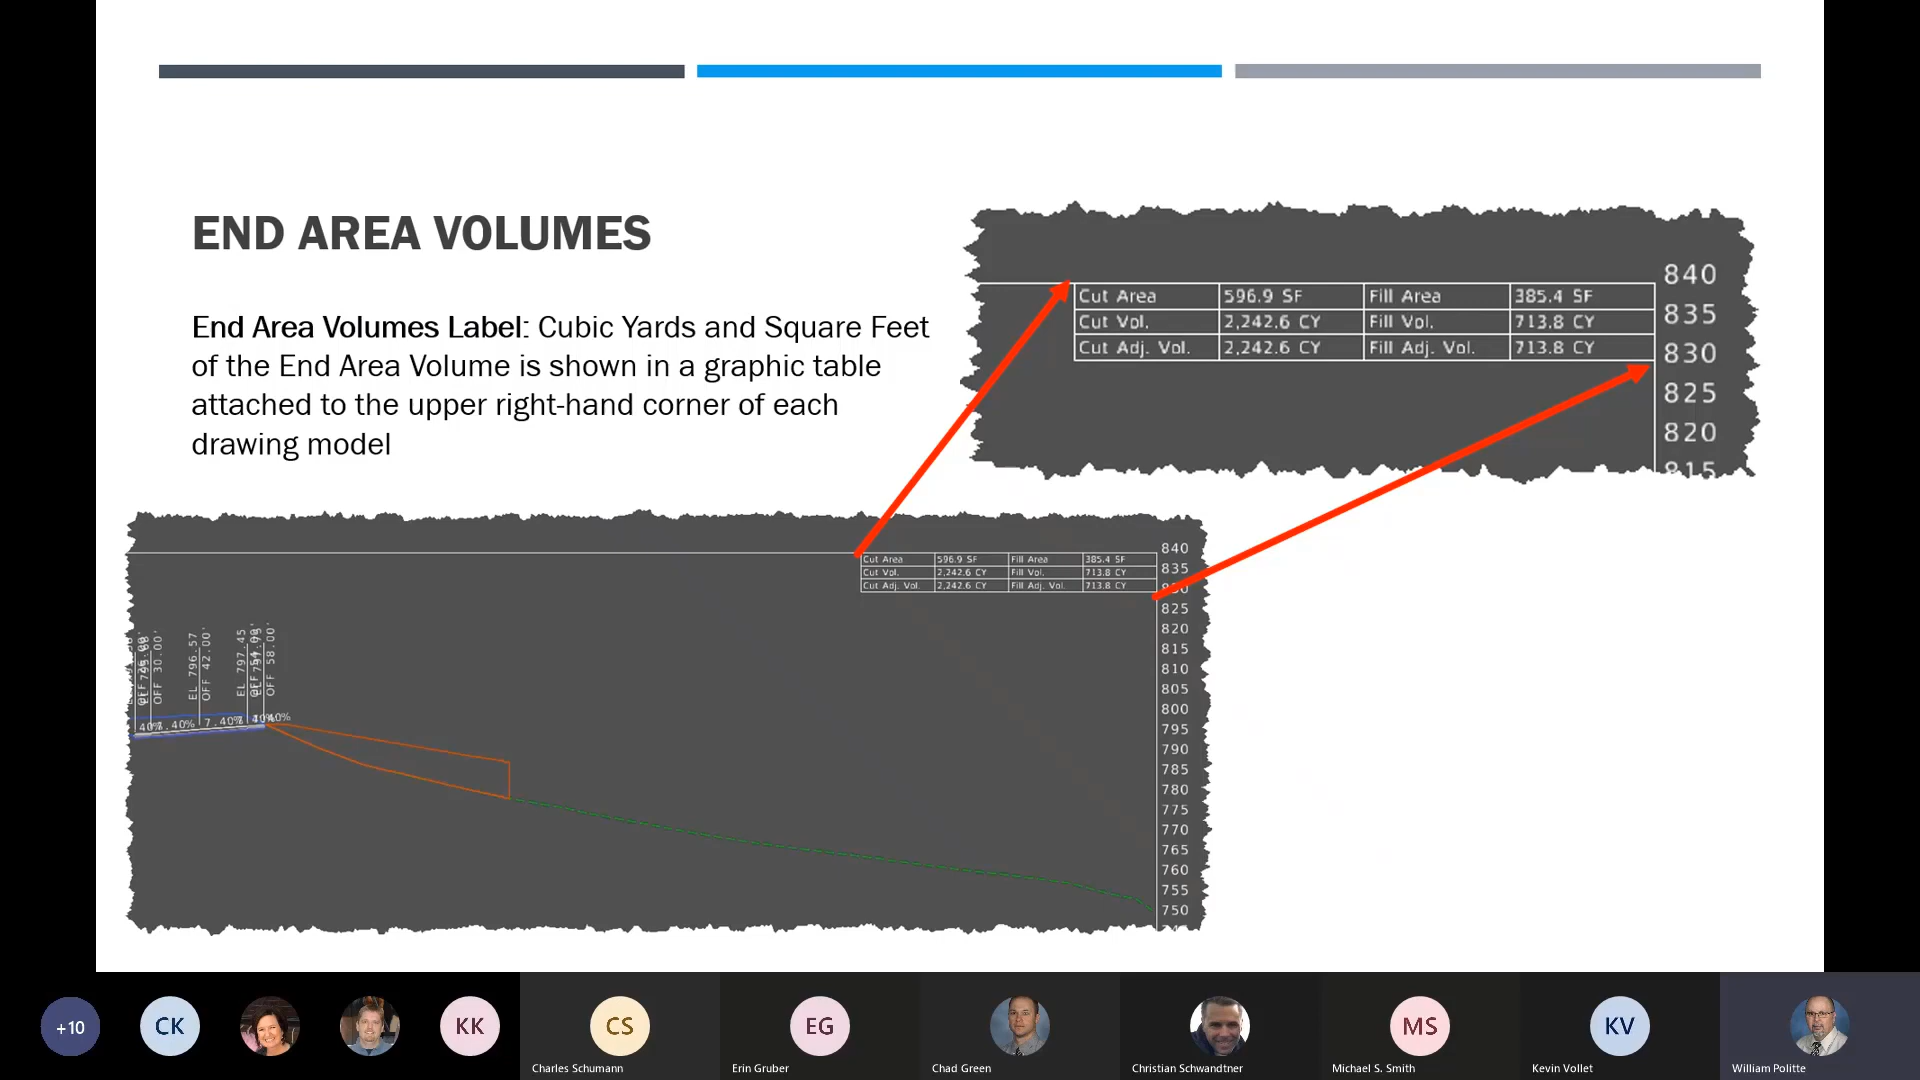 END AREA VOLUMES
End Area Volumes Label: Cubic Yards and Square Feet
of the End Area Volume is shown in a graphic table
attached to the upper right-hand corner of each
drawing model
Cut Area 596.9 SF Fill Area 385.4 SF
Cut Vol. 2,242.6 CY Fill Vol. 713.8 CY
Cut Adj. Vol. 2,242.6 CY Fill Adj. Vol. 713.8 CY
840
835
830
825
820
815
Cut Area 596.9 SF Fill Area 385.4 SF
Cut Vol. 2,242.6 CY Fill Vol. 713.8 CY
Cut Adj. Vol. 2,242.6 CY Fill Adj. Vol. 713.8 CY
840
835
830
825
820
815
810
805
800
795
790
785
780
775
770
765
760
755
750
OFF 30.00'
EL 796.57
OFF 42.00'
EL 797.45
OFF 58.00'
7.40%
+10
CK
KK
CS
EG
MS
KV
Charles Schumann
Erin Gruber
Chad Green
Christian Schwandtner
Michael S. Smith
Kevin Vollet
William Politte